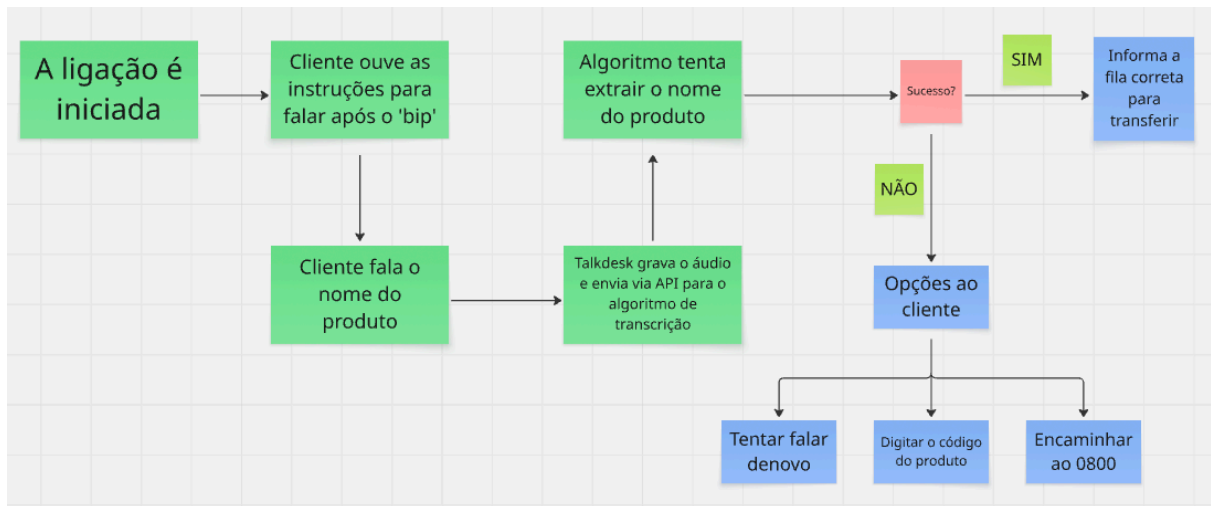 A ligação é
iniciada
Cliente ouve as
instruções para
falar após o 'bip'
Cliente fala o
nome do
produto
Talkdesk grava o áudio
e envia via API para o
algoritmo de
transcrição
Algoritmo tenta
extrair o nome
do produto
Sucesso?
SIM
Informa a
fila correta
para
transferir
NÃO
Opções ao
cliente
Tentar falar
denovo
Digitar o código
do produto
Encaminhar
ao 0800